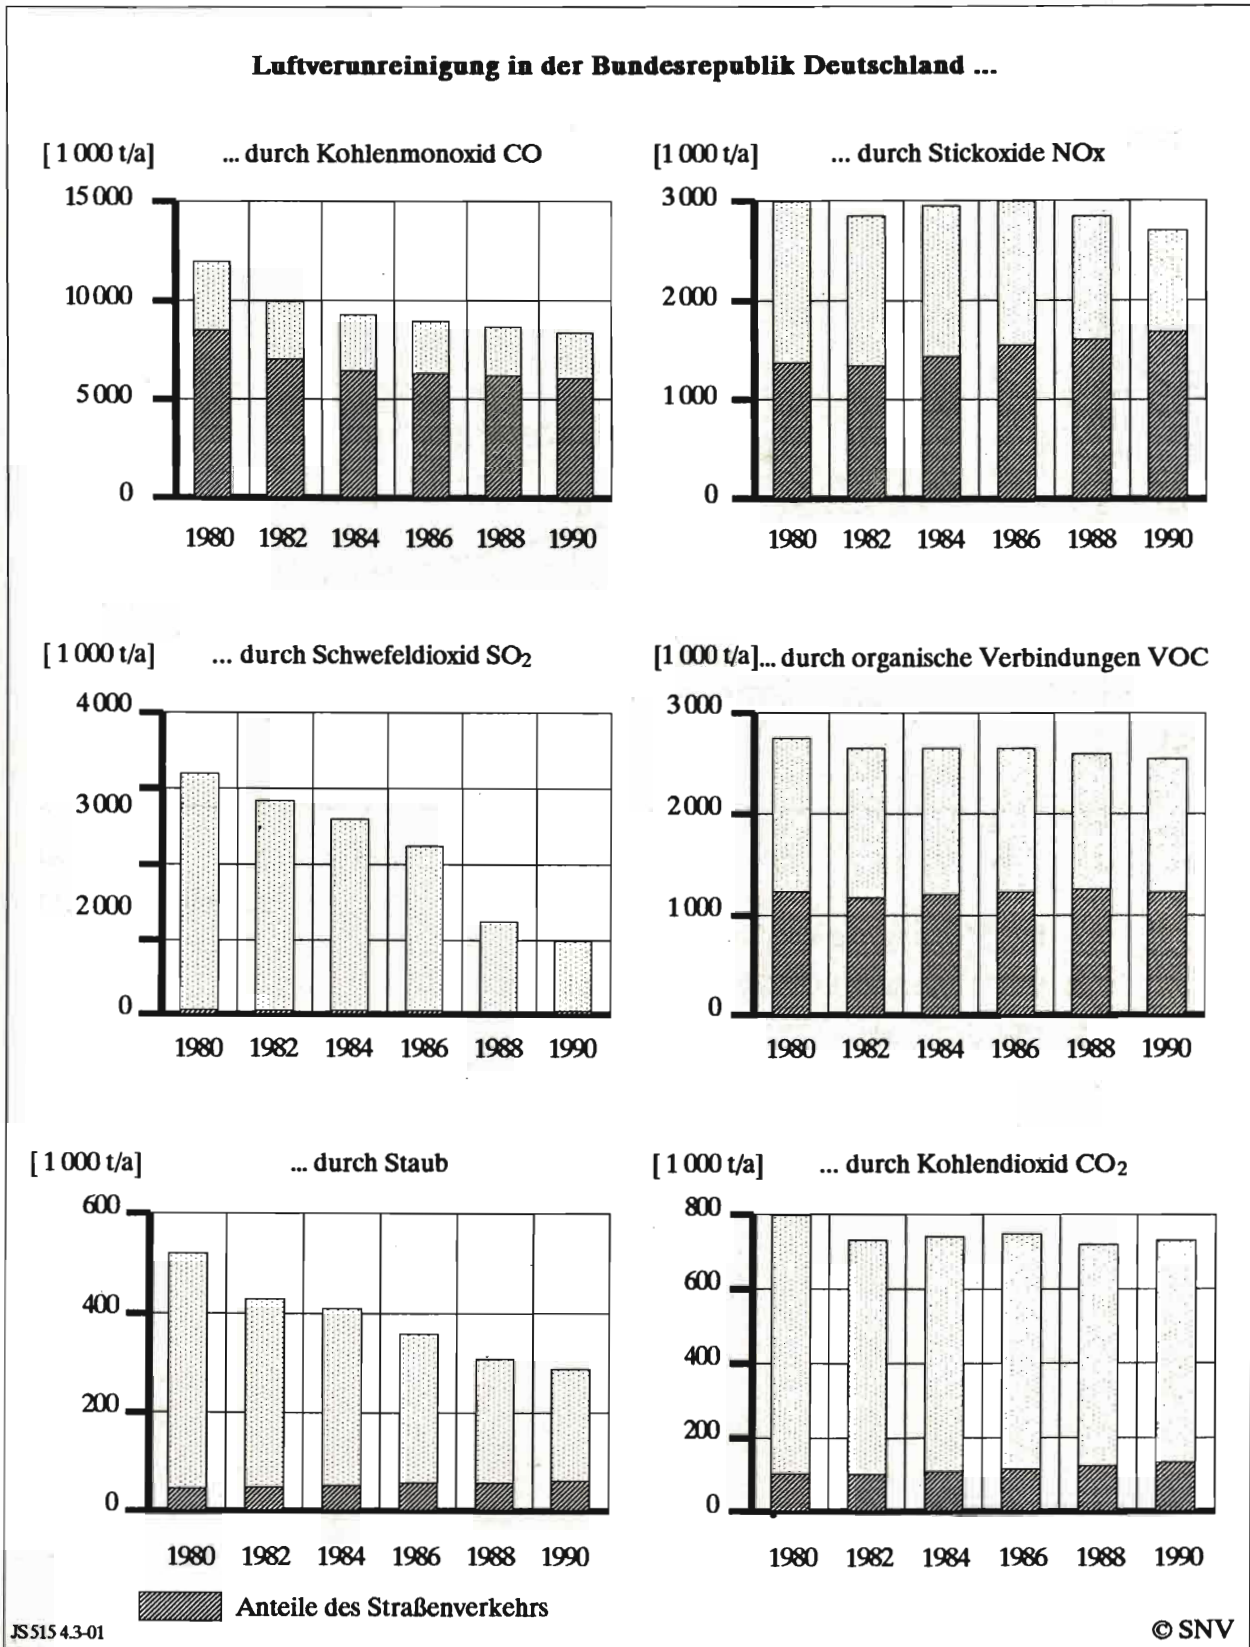 Luftverunreinigung in der Bundesrepublik Deutschland ...
[1 000 t/a] ... durch Kohlenmonoxid CO
15 000
10 000
5 000
0
1980 1982 1984 1986 1988 1990
[1 000 t/a] ... durch Stickoxide NOx
3 000
2 000
1 000
0
1980 1982 1984 1986 1988 1990
[1 000 t/a] ... durch Schwefeldioxid SO₂
4 000
3 000
2 000
0
1980 1982 1984 1986 1988 1990
[1 000 t/a]... durch organische Verbindungen VOC
3 000
2 000
1 000
0
1980 1982 1984 1986 1988 1990
[1 000 t/a] ... durch Staub
600
400
200
0
1980 1982 1984 1986 1988 1990
[1 000 t/a] ... durch Kohlendioxid CO₂
800
600
400
200
0
1980 1982 1984 1986 1988 1990
Anteile des Straßenverkehrs
JS 515 4.3-01
© SNV